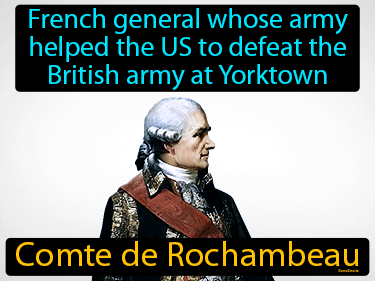 French general whose army
helped the US to defeat the
British army at Yorktown
Comte de Rochambeau